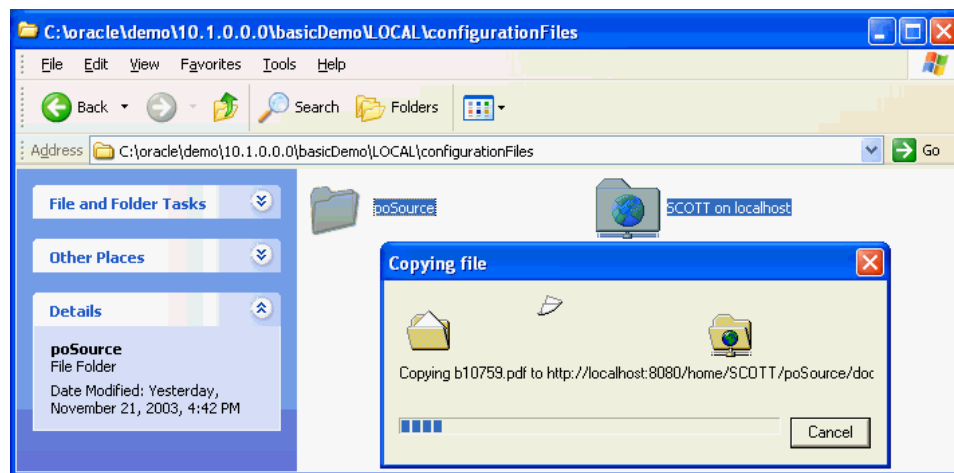 C:\oracle\demo\10.1.0.0.0\basicDemo\LOCAL\configurationFiles
File Edit View Favorites Tools Help
Back Search Folders
Address C:\oracle\demo\10.1.0.0.0\basicDemo\LOCAL\configurationFiles Go
File and Folder Tasks
poSource
SCOTT on localhost
Other Places
Details
poSource
File Folder
Date Modified: Yesterday,
November 21, 2003, 4:42 PM
Copying file
Copying b10759.pdf to http://localhost:8080/home/SCOTT/poSource/doc
Cancel